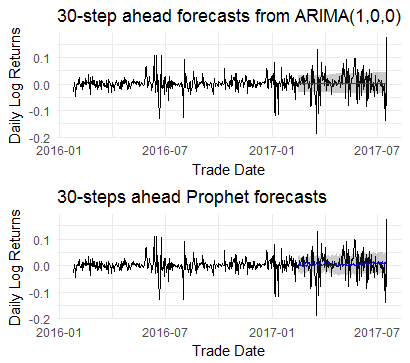 30-step ahead forecasts from ARIMA(1,0,0)
Daily Log Returns
0.1
0.0
-0.1
-0.2
2016-01 2016-07 2017-01 2017-07
Trade Date
30-steps ahead Prophet forecasts
Daily Log Returns
0.1
0.0
-0.1
-0.2
2016-01 2016-07 2017-01 2017-07
Trade Date